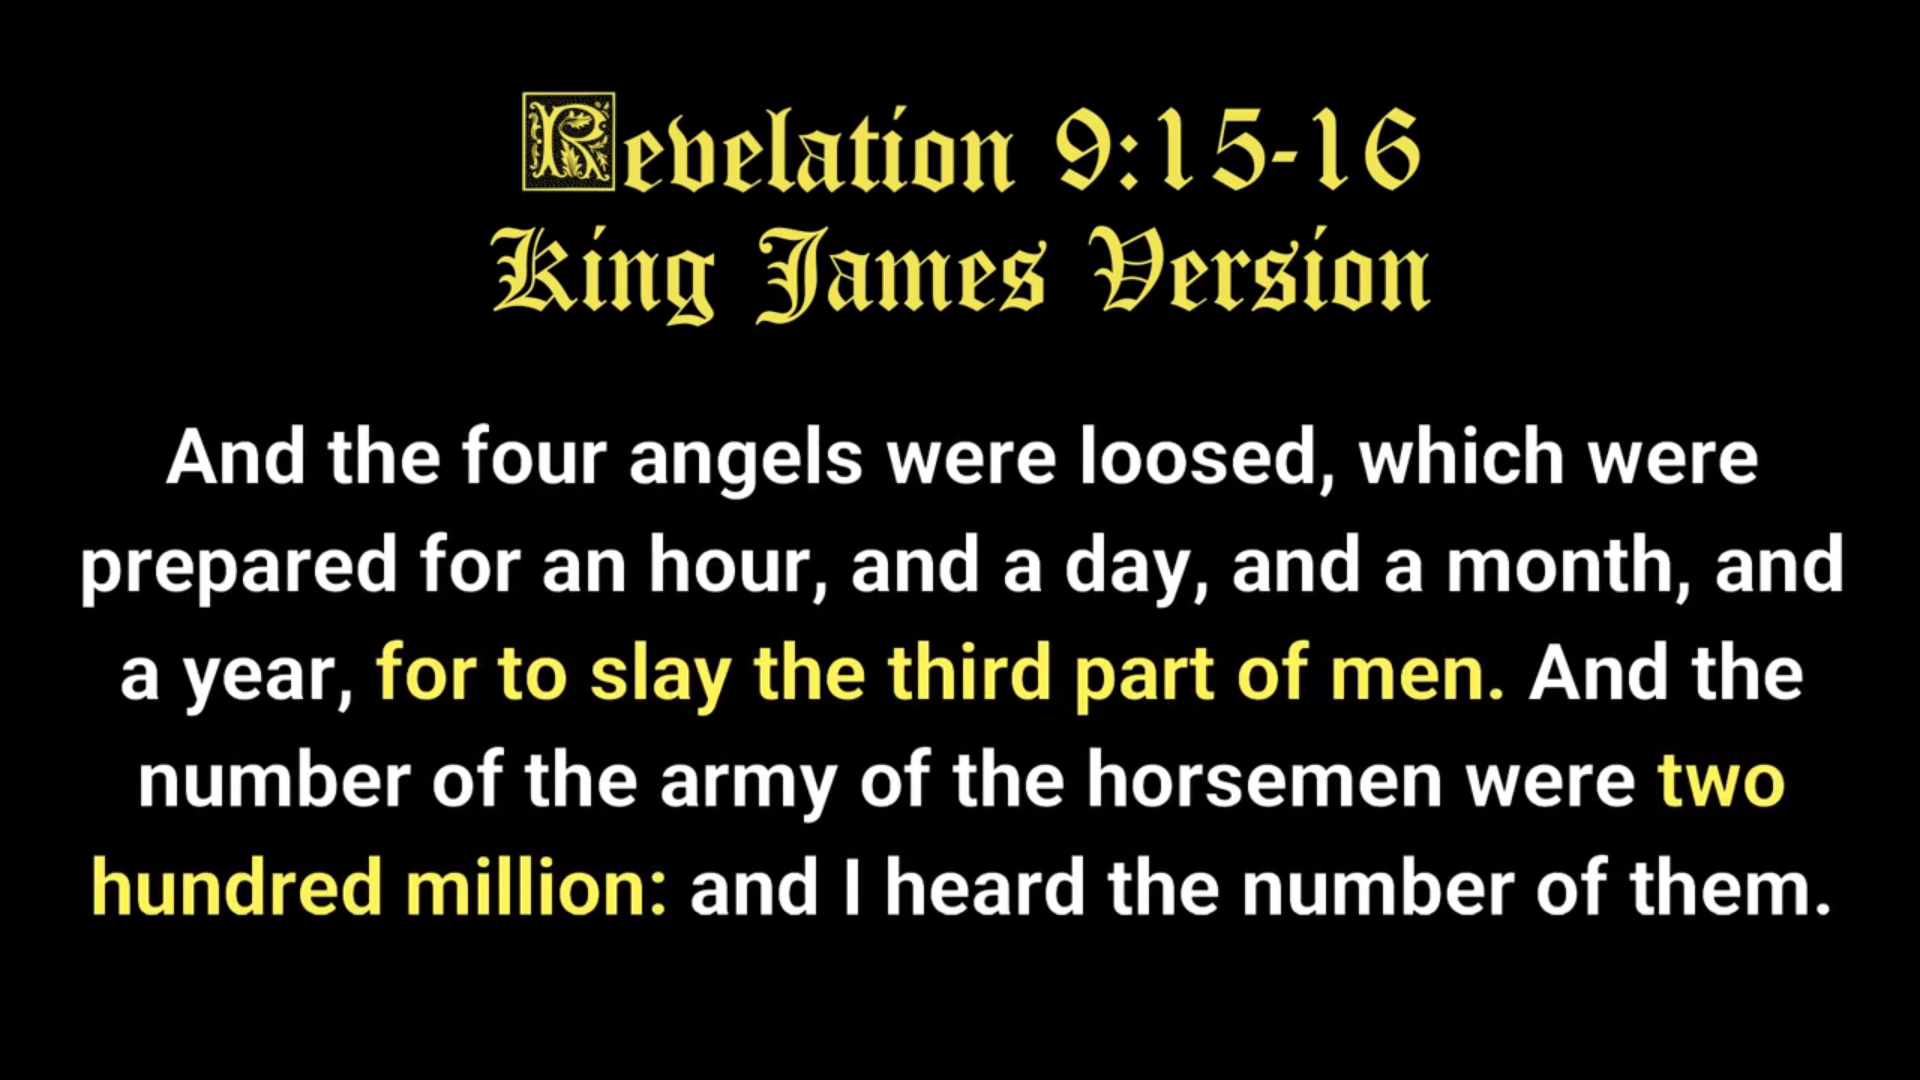 Revelation 9:15-16
King James Version
And the four angels were loosed, which were
prepared for an hour, and a day, and a month, and
a year, for to slay the third part of men. And the
number of the army of the horsemen were two
hundred million: and I heard the number of them.